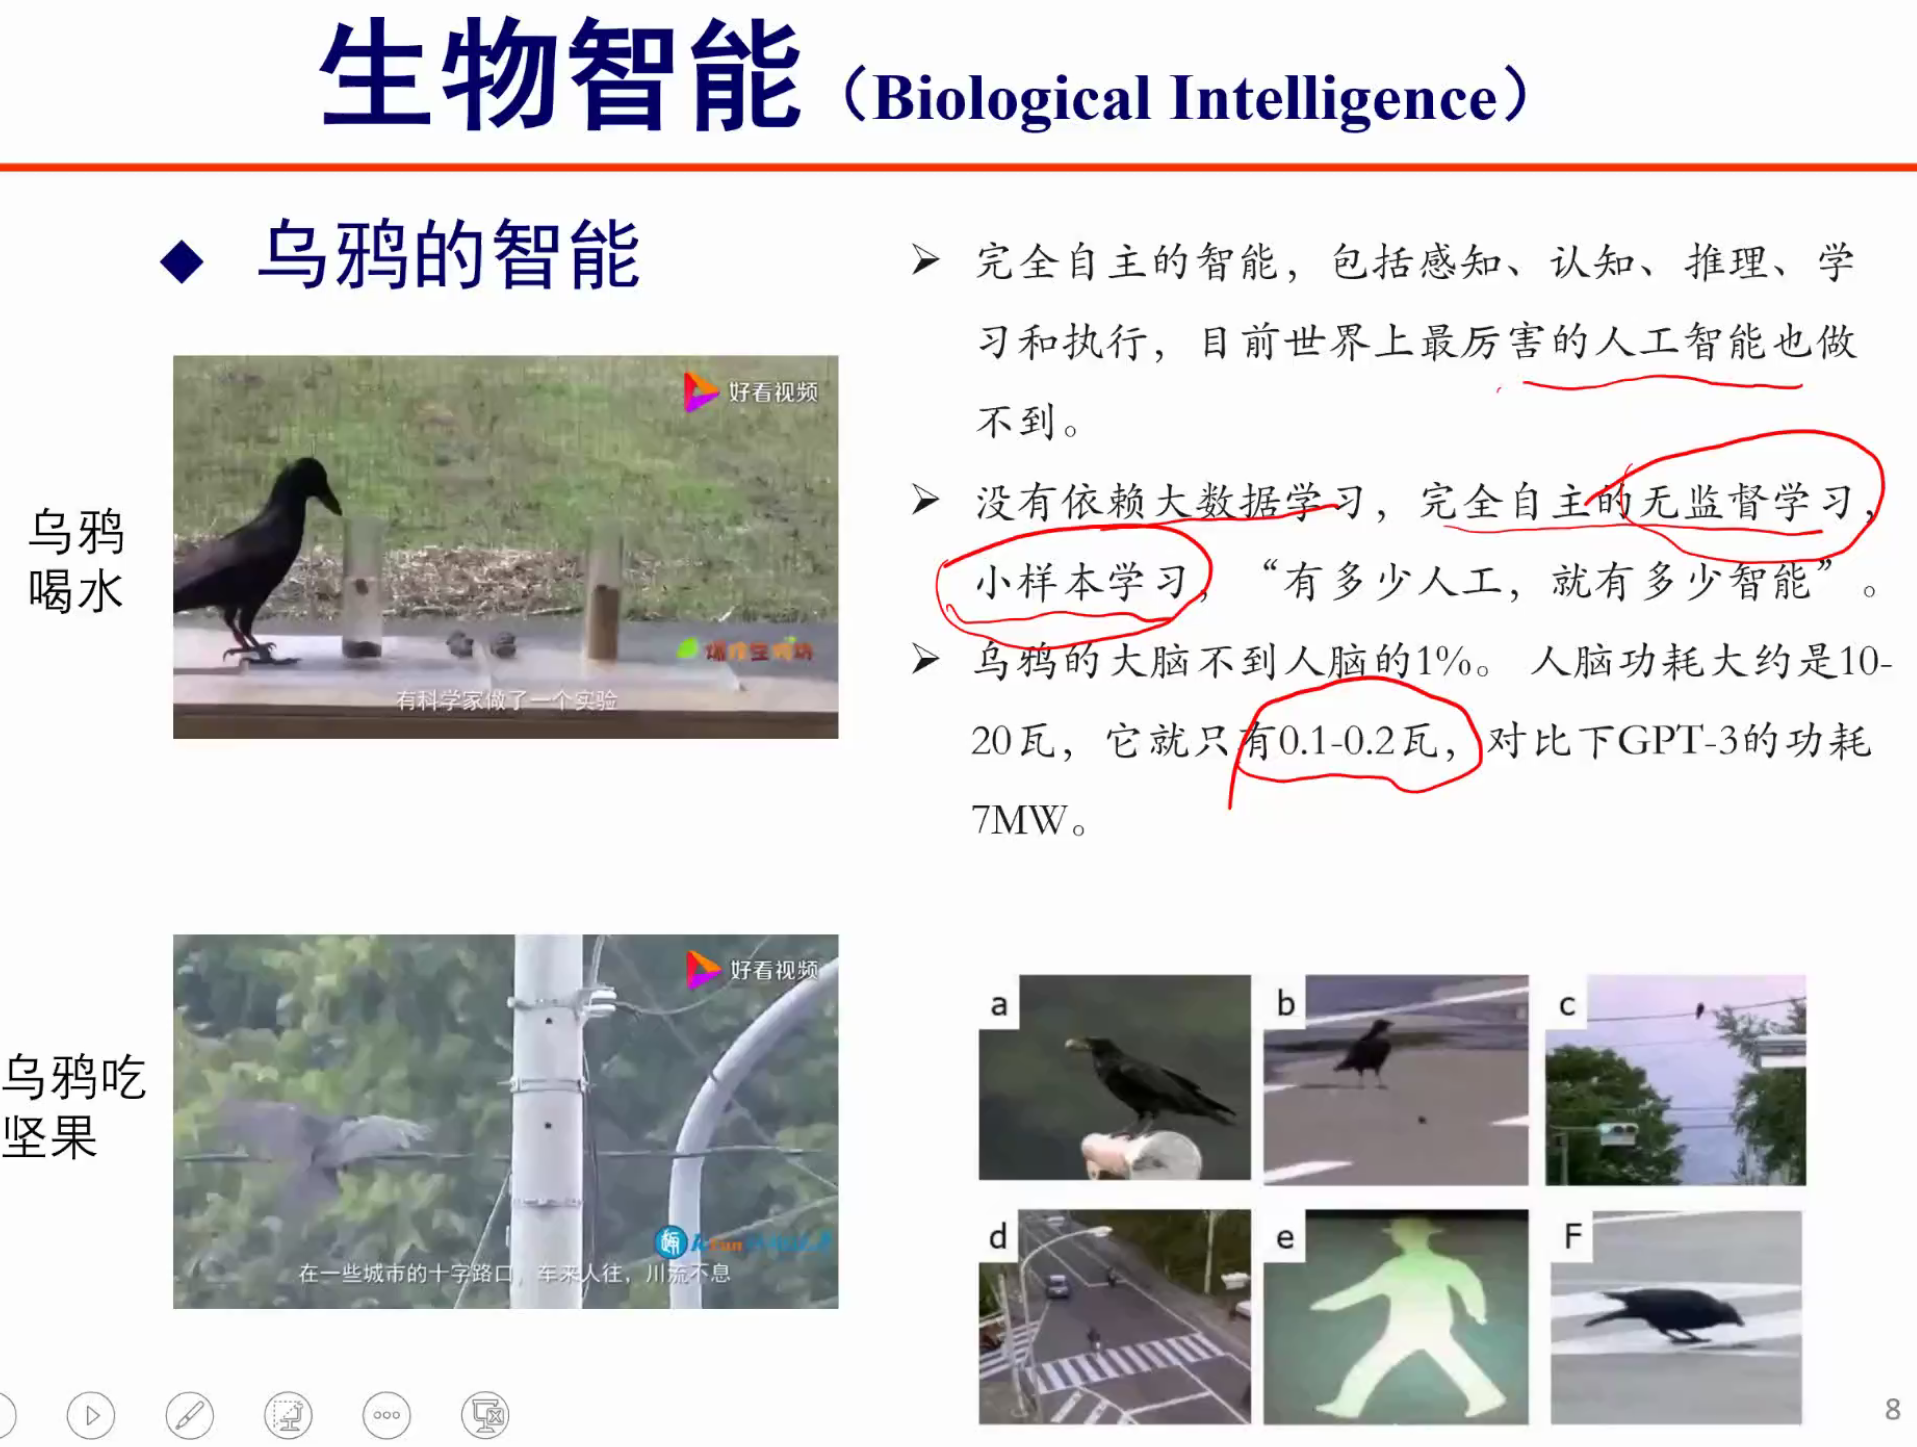 生物智能（Biological Intelligence）
◆ 乌鸦的智能
乌鸦
喝水
好看视频
有科学家做了一个实验
➢ 完全自主的智能，包括感知、认知、推理、学
习和执行，目前世界上最厉害的人工智能也做
不到。
➢ 没有依赖大数据学习，完全自主的无监督学习，
小样本学习，“有多少人工，就有多少智能”。
➢ 乌鸦的大脑不到人脑的1%。 人脑功耗大约是10-
20瓦，它就只有0.1-0.2瓦，对比下GPT-3的功耗
7MW。
乌鸦吃
坚果
好看视频
在一些城市的十字路口，车来人往，川流不息
a
b
c
d
e
F
8